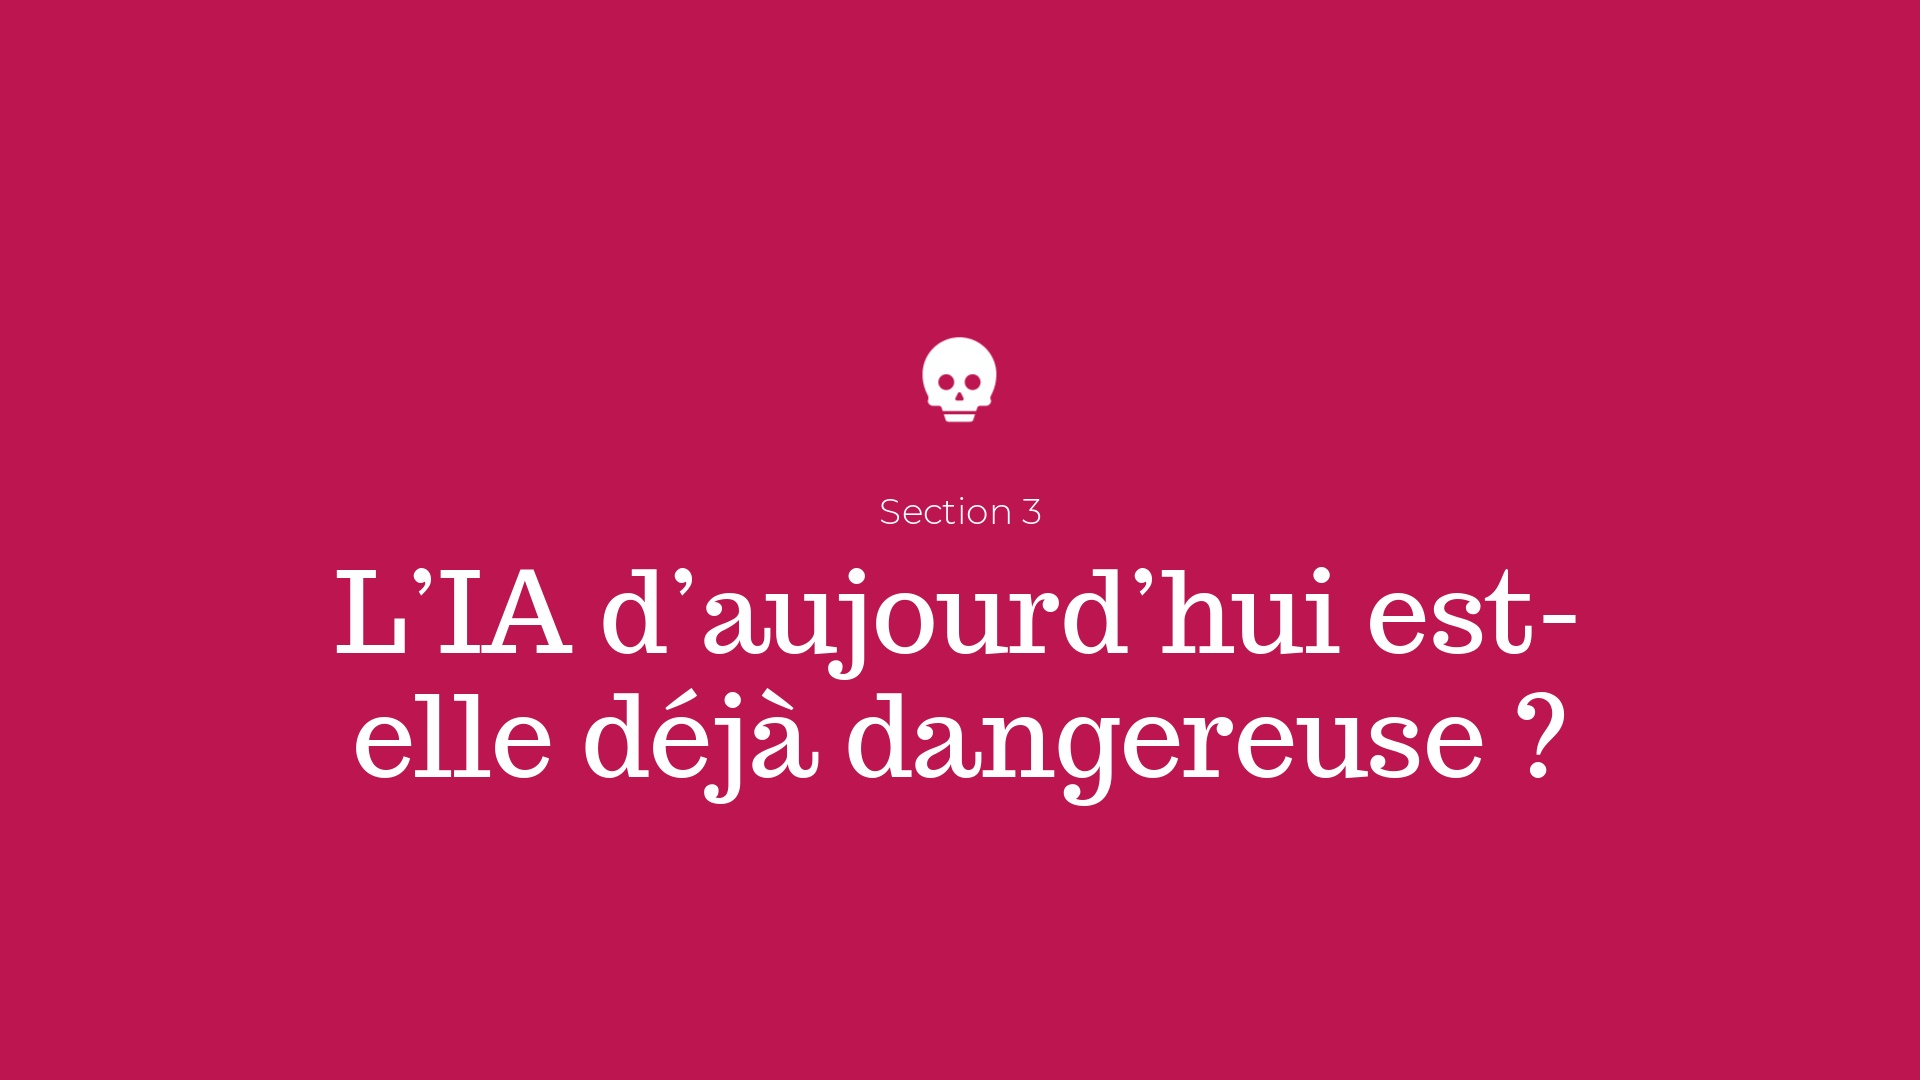 Section 3
L’IA d’aujourd’hui est-
elle déjà dangereuse ?